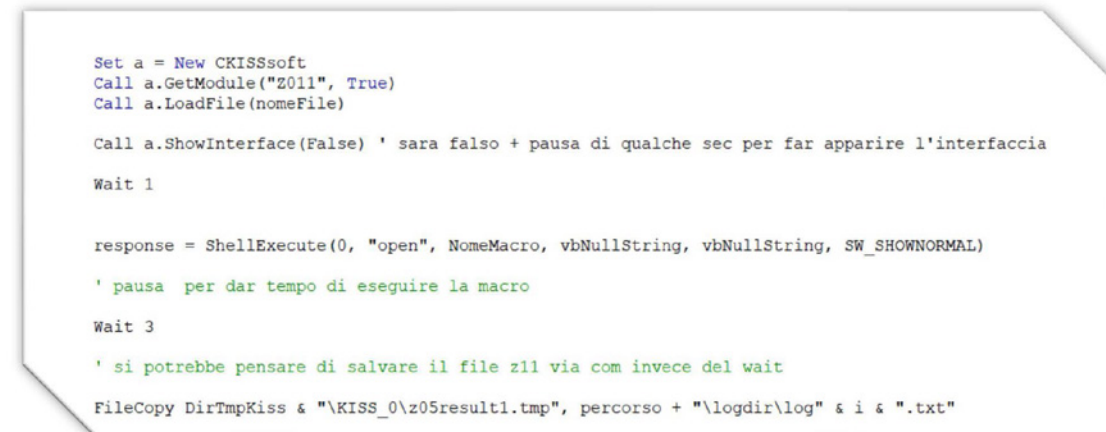 Set a = New CKISSsoft
Call a.GetModule("Z011", True)
Call a.LoadFile(nomeFile)
Call a.ShowInterface(False) ' sara falso + pausa di qualche sec per far apparire l'interfaccia
Wait 1
response = ShellExecute(0, "open", NomeMacro, vbNullString, vbNullString, SW_SHOWNORMAL)
' pausa  per dar tempo di eseguire la macro
Wait 3
' si potrebbe pensare di salvare il file z11 via com invece del wait
FileCopy DirTmpKiss & "\KISS_0\z05result1.tmp", percorso + "\logdir\log" & i & ".txt"